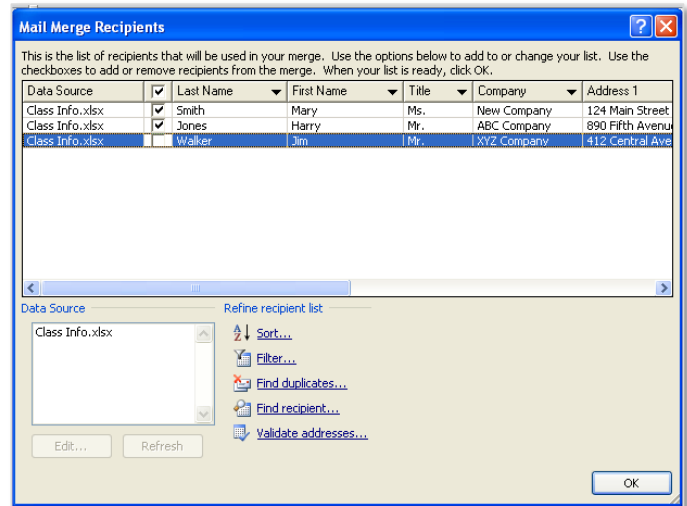 Mail Merge Recipients
This is the list of recipients that will be used in your merge. Use the options below to add to or change your list. Use the
checkboxes to add or remove recipients from the merge. When your list is ready, click OK.
Data Source Last Name First Name Title Company Address 1
Class Info.xlsx Smith Mary Ms. New Company 124 Main Street
Class Info.xlsx Jones Harry Mr. ABC Company 890 Fifth Avenu
Class Info.xlsx Walker Jim Mr. XYZ Company 412 Central Ave
Data Source Refine recipient list
Class Info.xlsx
Sort...
Filter...
Find duplicates...
Find recipient...
Validate addresses...
Edit... Refresh
OK